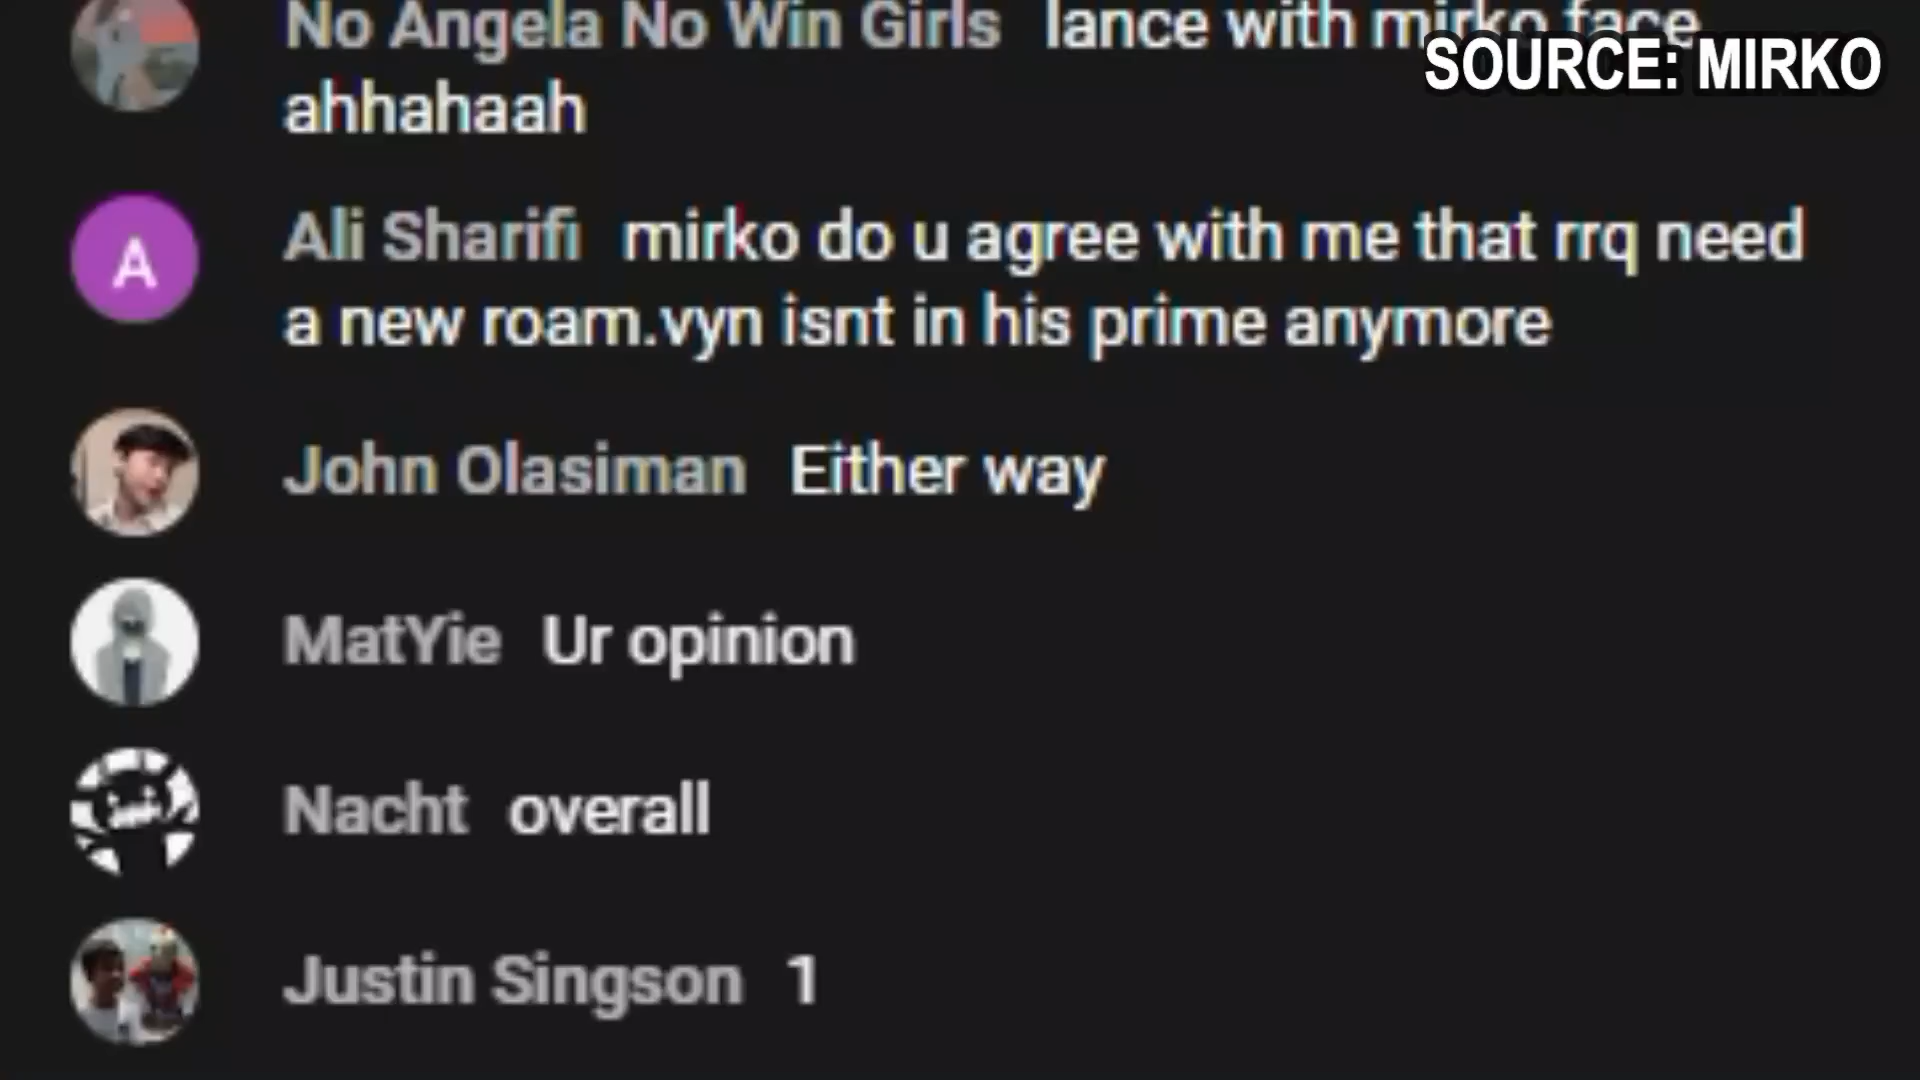 No Angela No Win Girls lance with mirko face
SOURCE: MIRKO
ahhahaah
A
Ali Sharifi mirko do u agree with me that rrq need
a new roam.vyn isnt in his prime anymore
John Olasiman Either way
MatYie Ur opinion
Nacht overall
Justin Singson 1